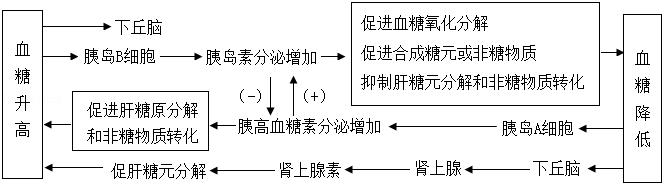 血糖升高
下丘脑
胰岛B细胞 胰岛素分泌增加
促进血糖氧化分解
促进合成糖元或非糖物质
抑制肝糖元分解和非糖物质转化
血糖降低
(−) (+)
促进肝糖原分解
和非糖物质转化
胰高血糖素分泌增加 胰岛A细胞
促肝糖元分解 肾上腺素 肾上腺 下丘脑